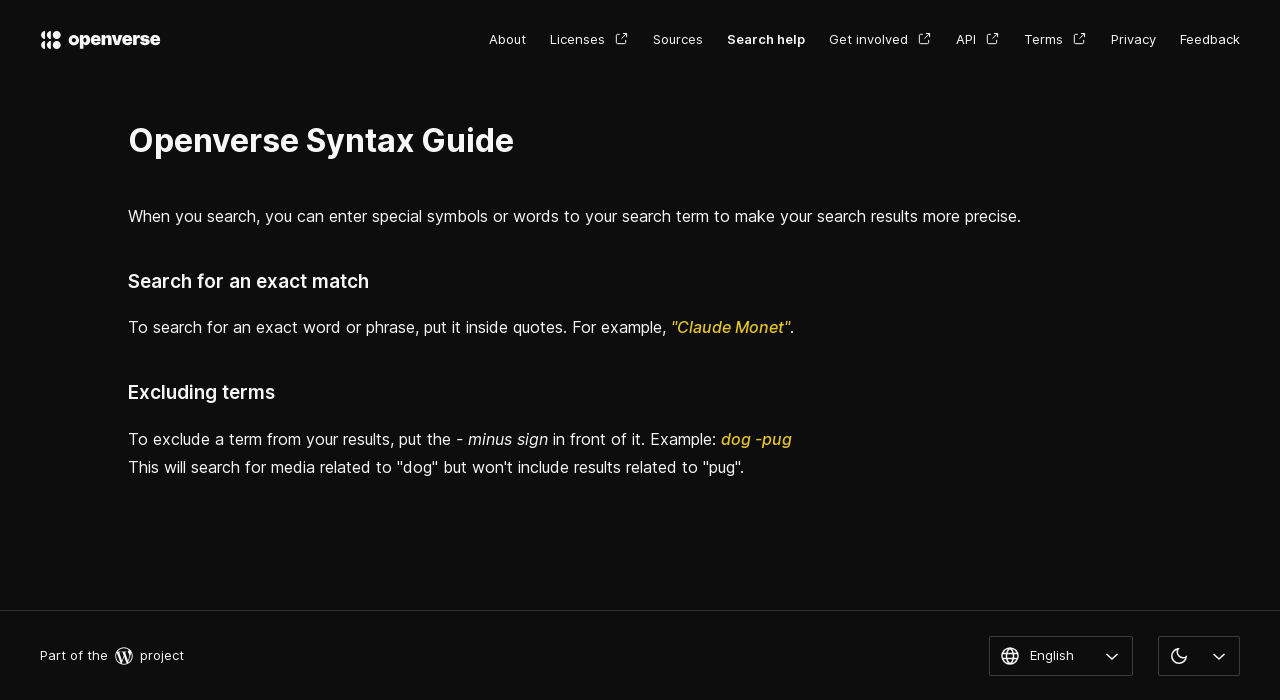 openverse
About Licenses Sources Search help Get involved API Terms Privacy Feedback
Openverse Syntax Guide
When you search, you can enter special symbols or words to your search term to make your search results more precise.
Search for an exact match
To search for an exact word or phrase, put it inside quotes. For example, "Claude Monet".
Excluding terms
To exclude a term from your results, put the - minus sign in front of it. Example: dog -pug
This will search for media related to "dog" but won't include results related to "pug".
Part of the project
English